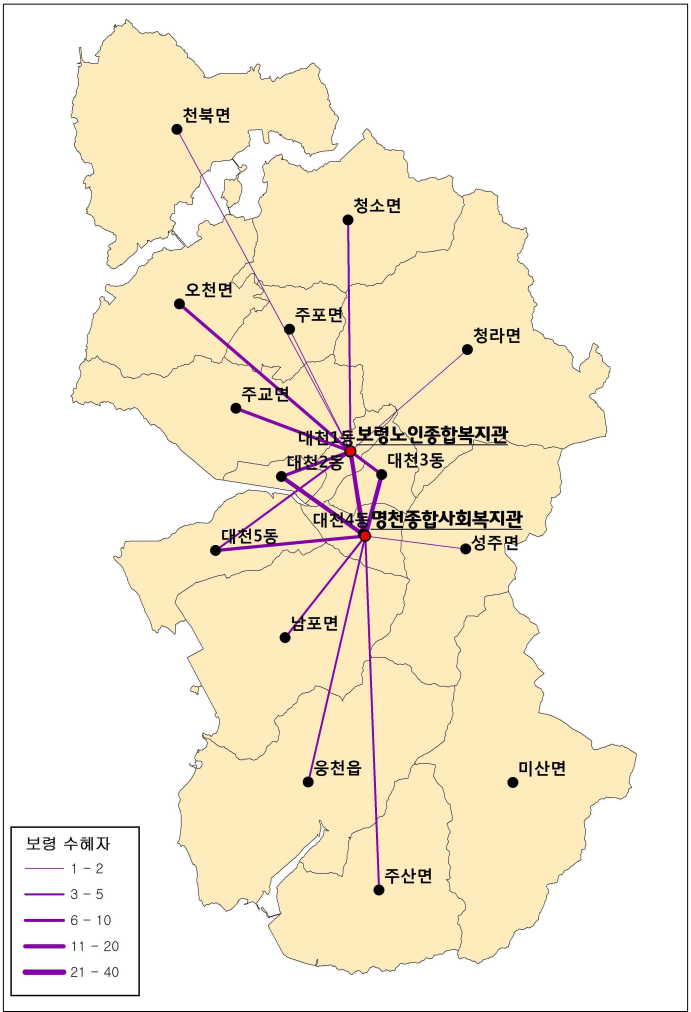 천북면
청소면
오천면
주포면
청라면
주교면
대천1동
보령노인종합복지관
대천2동
대천3동
대천4동
명천종합사회복지관
대천5동
성주면
남포면
웅천읍
미산면
주산면
보령 수혜자
1 - 2
3 - 5
6 - 10
11 - 20
21 - 40